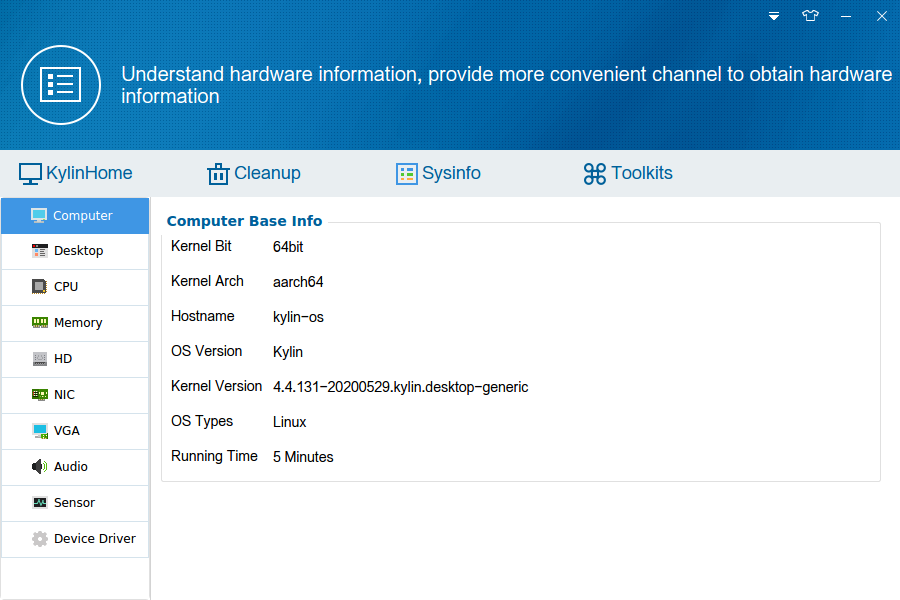 Understand hardware information, provide more convenient channel to obtain hardware
information
KylinHome
Cleanup
Sysinfo
Toolkits
Computer
Desktop
CPU
Memory
HD
NIC
VGA
Audio
Sensor
Device Driver
Computer Base Info
Kernel Bit 64bit
Kernel Arch aarch64
Hostname kylin-os
OS Version Kylin
Kernel Version 4.4.131-20200529.kylin.desktop-generic
OS Types Linux
Running Time 5 Minutes